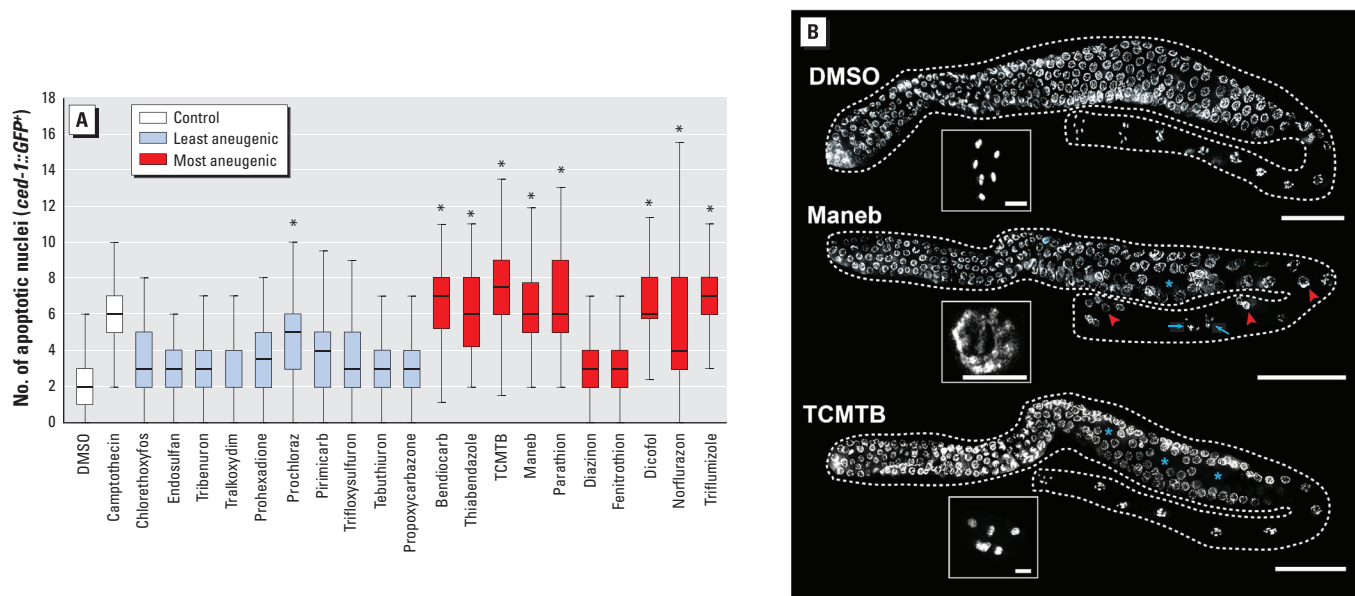 A
No. of apoptotic nuclei (ced-1::GFP+)
18
16
14
12
10
8
6
4
2
0
Control
Least aneugenic
Most aneugenic
*
*
*
*
*
*
*
*
*
DMSO
Camptothecin
Chlorethoxyfos
Endosulfan
Tribenuron
Tralkoxydim
Prohexadione
Prochloraz
Pirimicarb
Trifloxysulfuron
Tebuthiuron
Propoxycarbazone
Bendiocarb
Thiabendazole
TCMTB
Maneb
Parathion
Diazinon
Fenitrothion
Dicofol
Norflurazon
Triflumizole
B
DMSO
Maneb
*
*
TCMTB
*
*
*